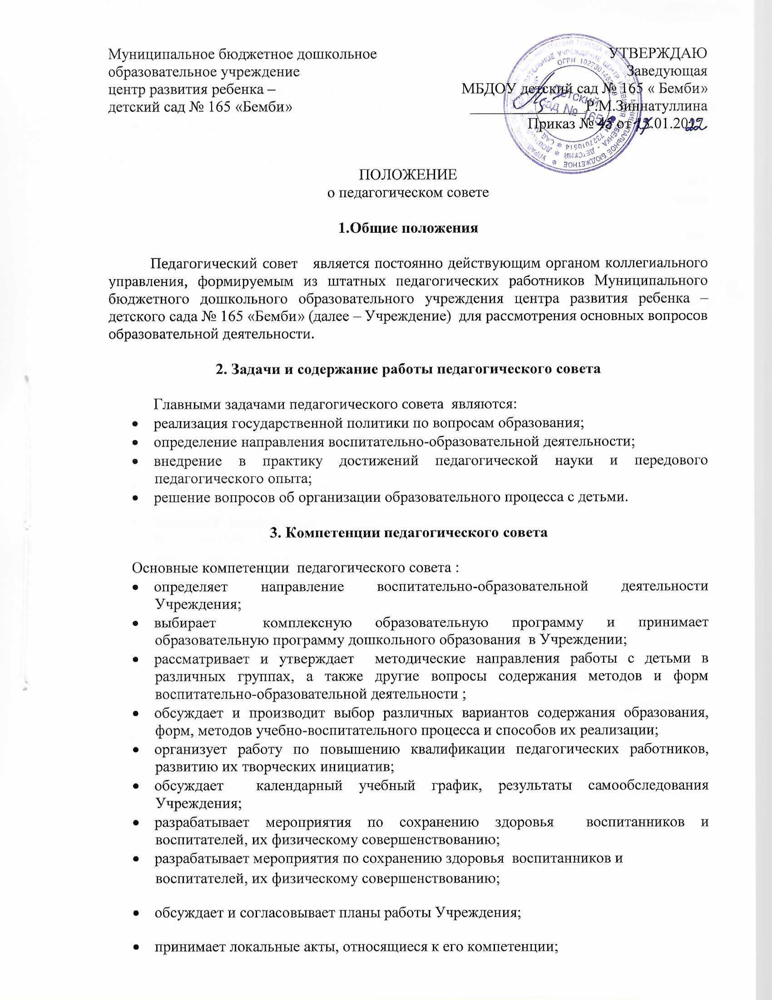 Муниципальное бюджетное дошкольное
образовательное учреждение
центр развития ребенка –
детский сад № 165 «Бемби»
УТВЕРЖДАЮ
Заведующая
МБДОУ детский сад № 165 « Бемби»
Р.М.Зиннатуллина
Приказ № от .01.
Детский
сад № 165
ПОЛОЖЕНИЕ
о педагогическом совете
1.Общие положения
Педагогический совет является постоянно действующим органом коллегиального
управления, формируемым из штатных педагогических работников Муниципального
бюджетного дошкольного образовательного учреждения центра развития ребенка –
детского сада № 165 «Бемби» (далее – Учреждение) для рассмотрения основных вопросов
образовательной деятельности.
2. Задачи и содержание работы педагогического совета
Главными задачами педагогического совета являются:
• реализация государственной политики по вопросам образования;
• определение направления воспитательно-образовательной деятельности;
• внедрение в практику достижений педагогической науки и передового
педагогического опыта;
• решение вопросов об организации образовательного процесса с детьми.
3. Компетенции педагогического совета
Основные компетенции педагогического совета :
• определяет направление воспитательно-образовательной деятельности
Учреждения;
• выбирает комплексную образовательную программу и принимает
образовательную программу дошкольного образования в Учреждении;
• рассматривает и утверждает методические направления работы с детьми в
различных группах, а также другие вопросы содержания методов и форм
воспитательно-образовательной деятельности ;
• обсуждает и производит выбор различных вариантов содержания образования,
форм, методов учебно-воспитательного процесса и способов их реализации;
• организует работу по повышению квалификации педагогических работников,
развитию их творческих инициатив;
• обсуждает календарный учебный график, результаты самообследования
Учреждения;
• разрабатывает мероприятия по сохранению здоровья воспитанников и
воспитателей, их физическому совершенствованию;
• разрабатывает мероприятия по сохранению здоровья воспитанников и
воспитателей, их физическому совершенствованию;
• обсуждает и согласовывает планы работы Учреждения;
• принимает локальные акты, относящиеся к его компетенции;